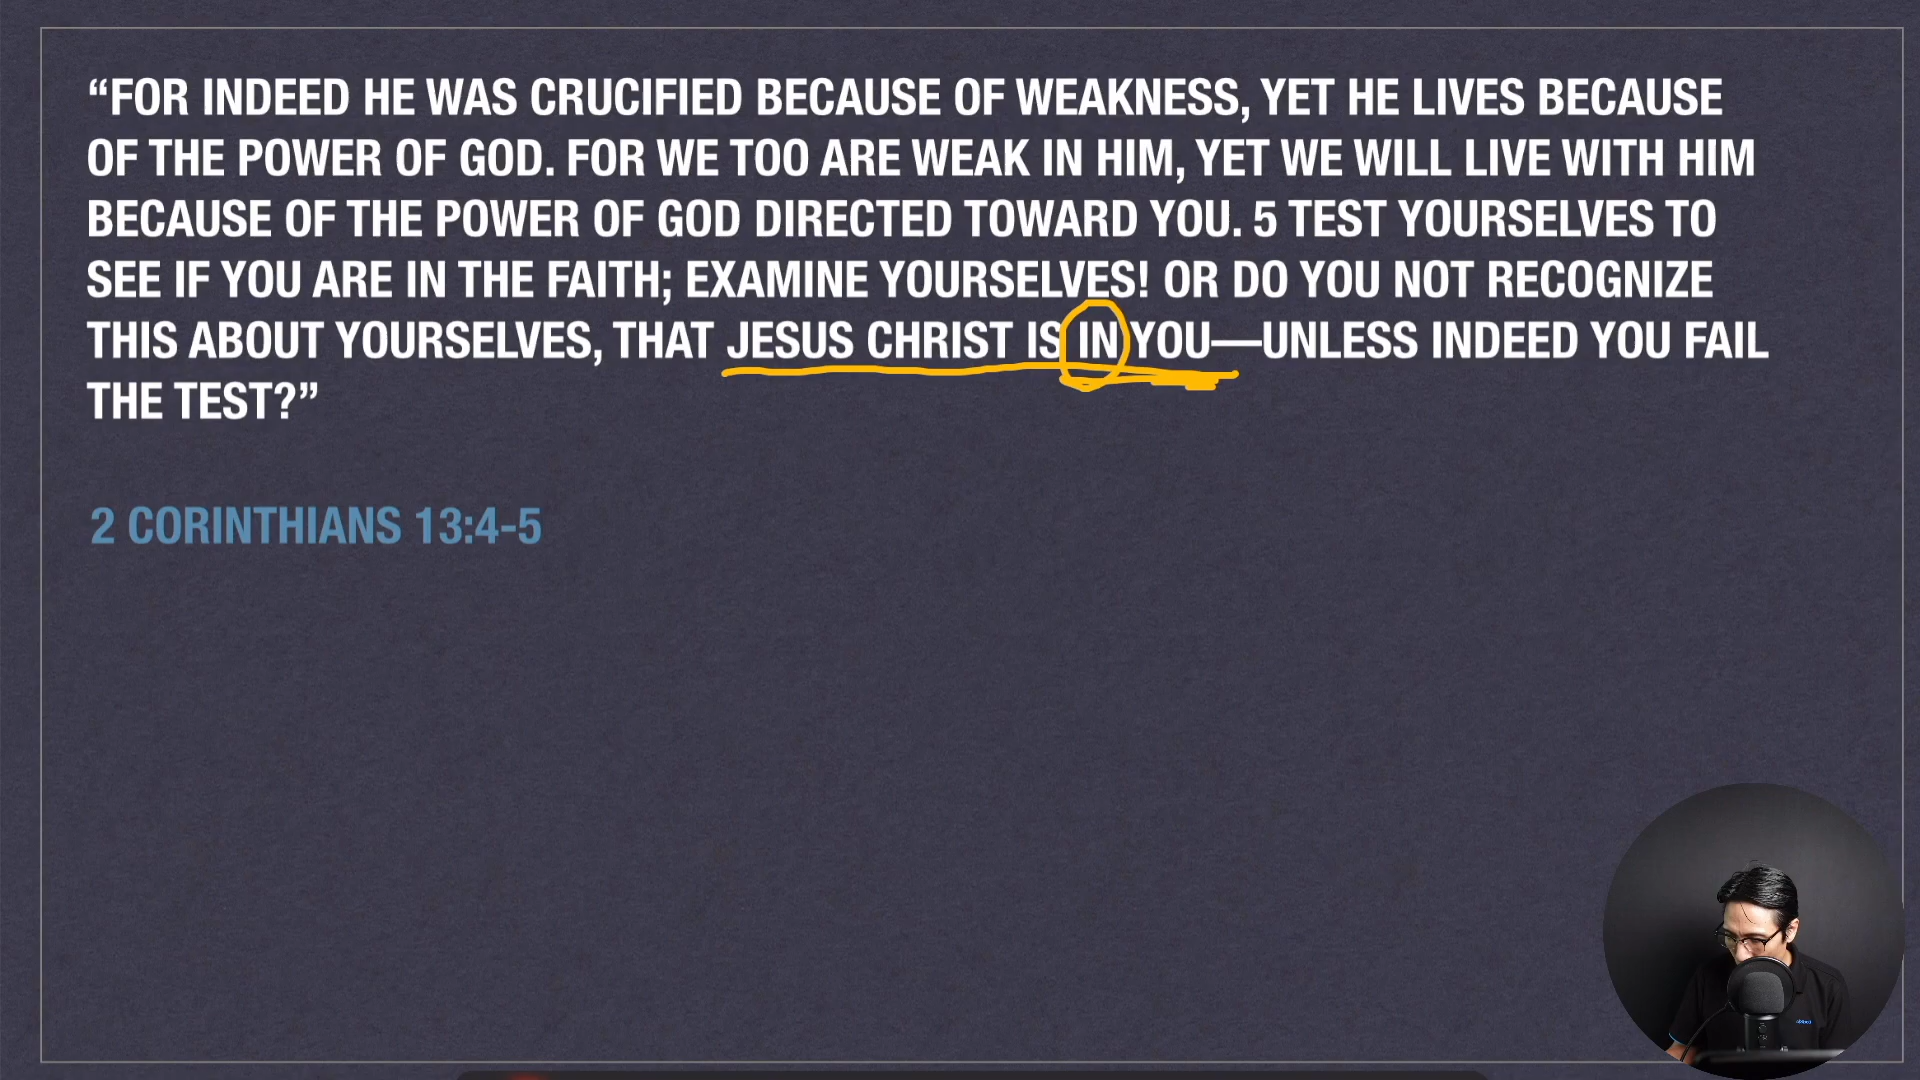 “FOR INDEED HE WAS CRUCIFIED BECAUSE OF WEAKNESS, YET HE LIVES BECAUSE
OF THE POWER OF GOD. FOR WE TOO ARE WEAK IN HIM, YET WE WILL LIVE WITH HIM
BECAUSE OF THE POWER OF GOD DIRECTED TOWARD YOU. 5 TEST YOURSELVES TO
SEE IF YOU ARE IN THE FAITH; EXAMINE YOURSELVES! OR DO YOU NOT RECOGNIZE
THIS ABOUT YOURSELVES, THAT JESUS CHRIST IS IN YOU—UNLESS INDEED YOU FAIL
THE TEST?”
2 CORINTHIANS 13:4-5